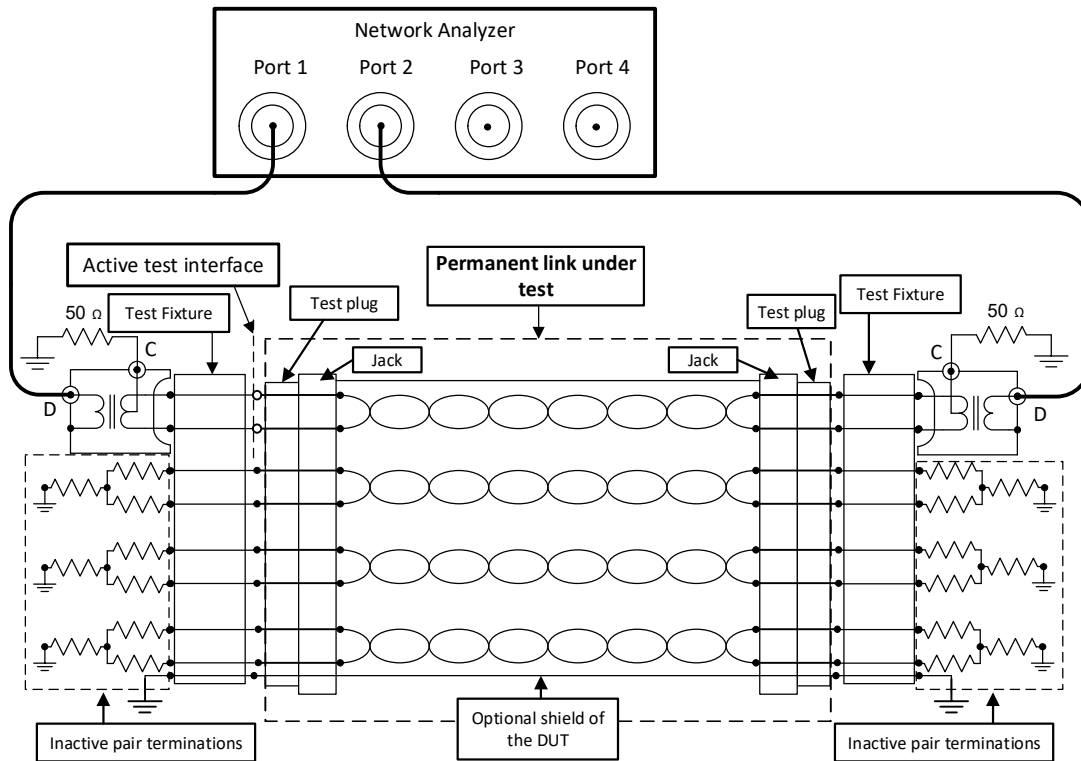 Network Analyzer
Port 1
Port 2
Port 3
Port 4
Active test interface
Permanent link under
test
50 Ω
Test Fixture
Test plug
Jack
C
D
Jack
Test plug
Test Fixture
50 Ω
C
D
Inactive pair terminations
Optional shield of
the DUT
Inactive pair terminations